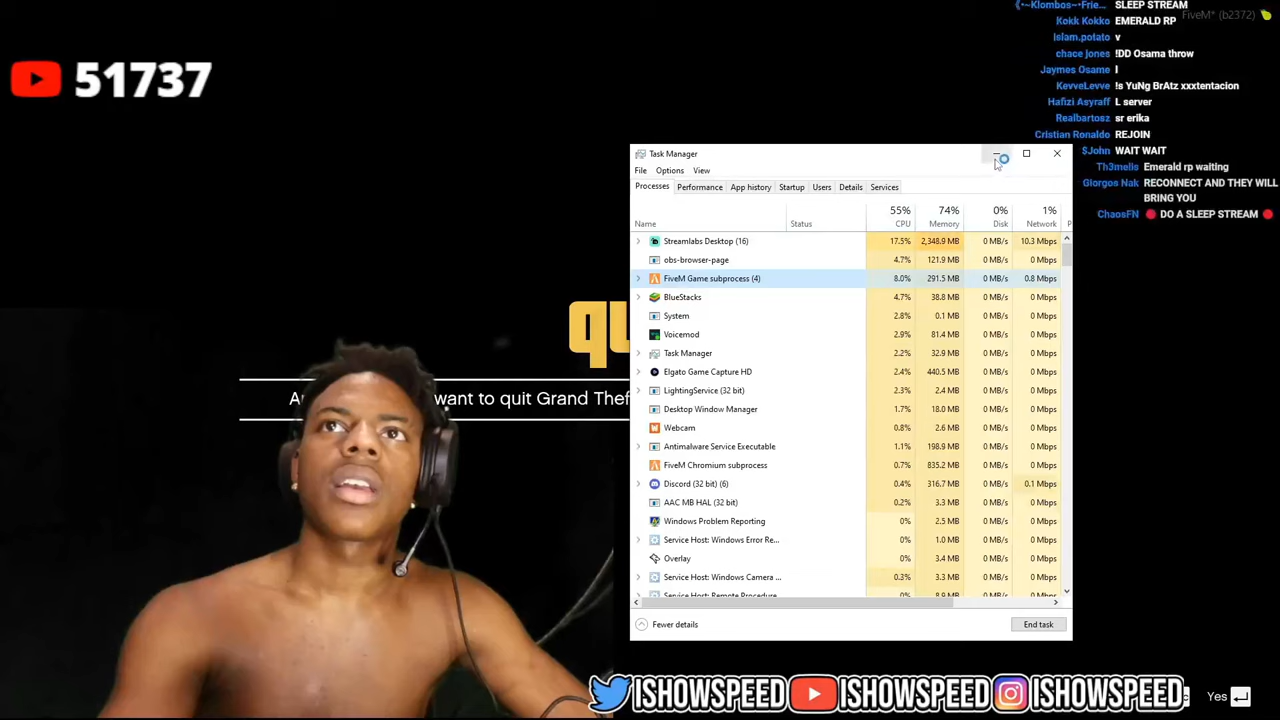 51737
《·~Klombos~·Frie... SLEEP STREAM
Kokk Kokko EMERALD RP
FiveM* (b2372)
Islam.potato v
chace jones !DD Osama throw
Jaymes Osamo I
KevveLevve !s YuNg BrAtz xxxtentacion
Hafizi Asyraff L server
Realbartosz sr erika
Cristian Ronaldo REJOIN
$John WAIT WAIT
Th3melis Emerald rp waiting
Giorgos Nak RECONNECT AND THEY WILL
BRING YOU
ChaosFN 🔴 DO A SLEEP STREAM 🔴
Task Manager
File Options View
Processes Performance App history Startup Users Details Services
55% 74% 0% 1%
Name Status CPU Memory Disk Network P
Streamlabs Desktop (16) 17.5% 2,348.9 MB 0 MB/s 10.3 Mbps
obs-browser-page 4.7% 121.9 MB 0 MB/s 0 Mbps
FiveM Game subprocess (4) 8.0% 291.5 MB 0 MB/s 0.8 Mbps
BlueStacks 4.7% 38.8 MB 0 MB/s 0 Mbps
System 2.8% 0.1 MB 0 MB/s 0 Mbps
Voicemod 2.9% 81.4 MB 0 MB/s 0 Mbps
Task Manager 2.2% 32.9 MB 0 MB/s 0 Mbps
Elgato Game Capture HD 2.4% 440.5 MB 0 MB/s 0 Mbps
LightingService (32 bit) 2.3% 2.4 MB 0 MB/s 0 Mbps
Desktop Window Manager 1.7% 18.0 MB 0 MB/s 0 Mbps
Webcam 0.8% 2.6 MB 0 MB/s 0 Mbps
Antimalware Service Executable 1.1% 198.9 MB 0 MB/s 0 Mbps
FiveM Chromium subprocess 0.7% 835.2 MB 0 MB/s 0 Mbps
Discord (32 bit) (6) 0.4% 316.7 MB 0 MB/s 0.1 Mbps
AAC MB HAL (32 bit) 0.2% 3.3 MB 0 MB/s 0 Mbps
Windows Problem Reporting 0% 2.5 MB 0 MB/s 0 Mbps
Service Host: Windows Error Re... 0% 1.0 MB 0 MB/s 0 Mbps
Overlay 0% 3.4 MB 0 MB/s 0 Mbps
Service Host: Windows Camera ... 0.3% 3.3 MB 0 MB/s 0 Mbps
Service Host: Remote Procedure 0% 8.9 MB 0 MB/s 0 Mbps
Fewer details End task
qu
A want to quit Grand Thef
ISHOWSPEED ISHOWSPEED ISHOWSPEED
Yes